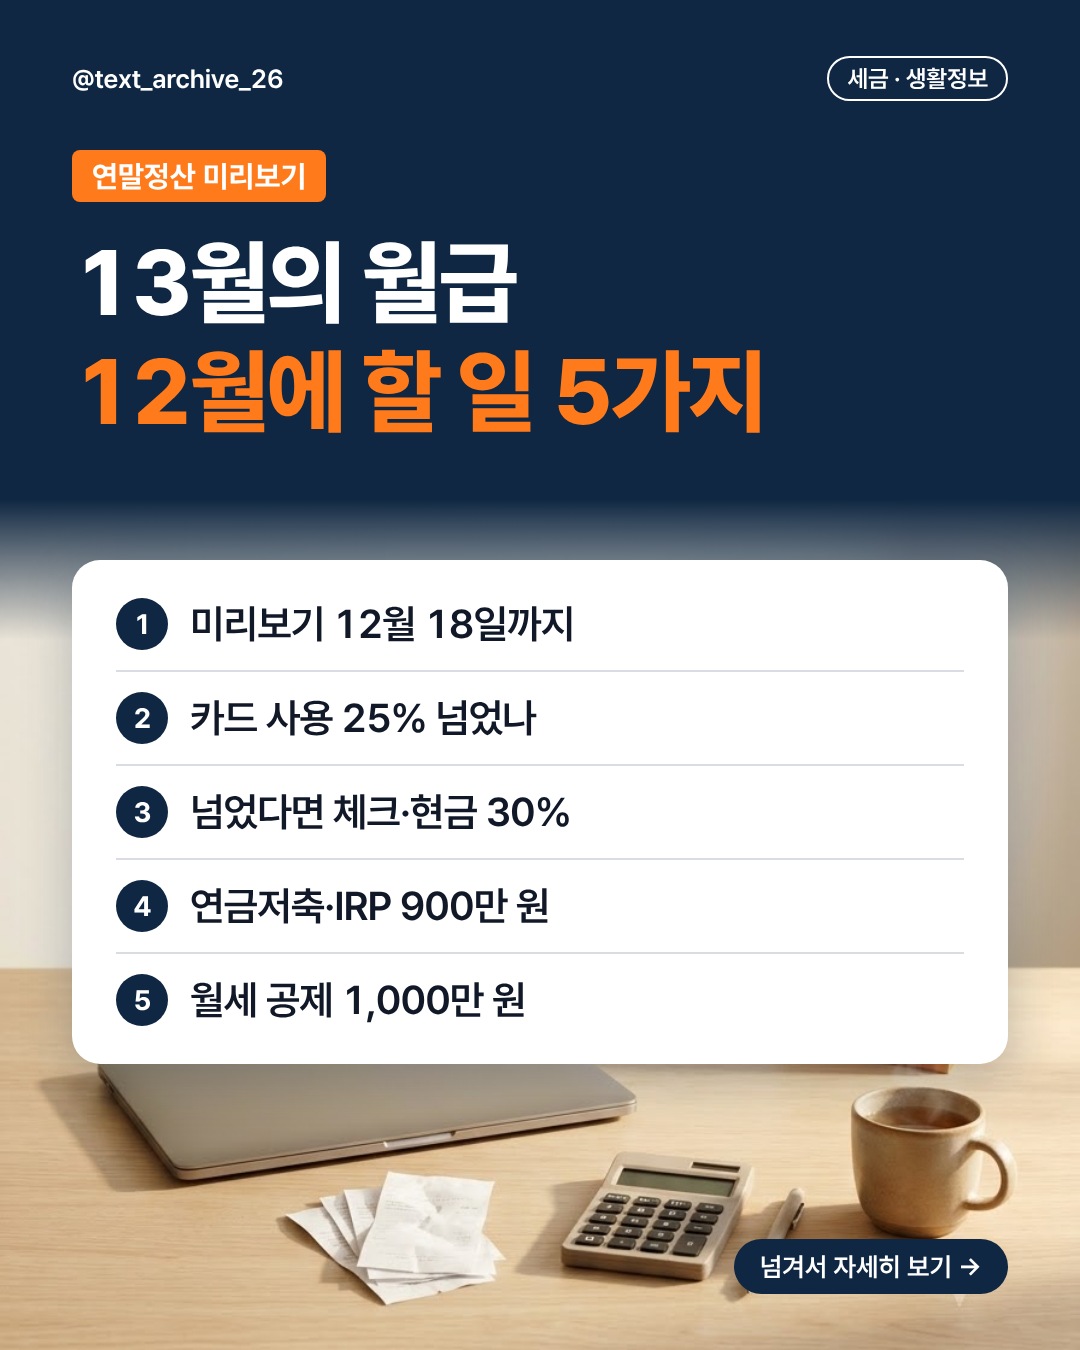 @text_archive_26
세금 · 생활정보
연말정산 미리보기
13월의 월급
12월에 할 일 5가지
1 미리보기 12월 18일까지
2 카드 사용 25% 넘었나
3 넘었다면 체크·현금 30%
4 연금저축·IRP 900만 원
5 월세 공제 1,000만 원
넘겨서 자세히 보기 →